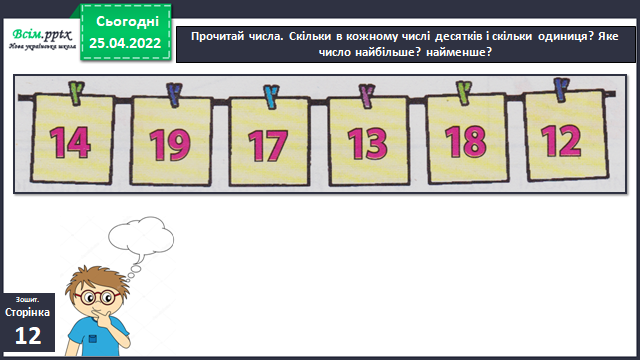 Всім.pptx
Нова українська школа
Сьогодні
25.04.2022
Прочитай числа. Скільки в кожному числі десятків і скільки одиниця? Яке
число найбільше? найменше?
14 19 17 13 18 12
Зошит.
Сторінка
12